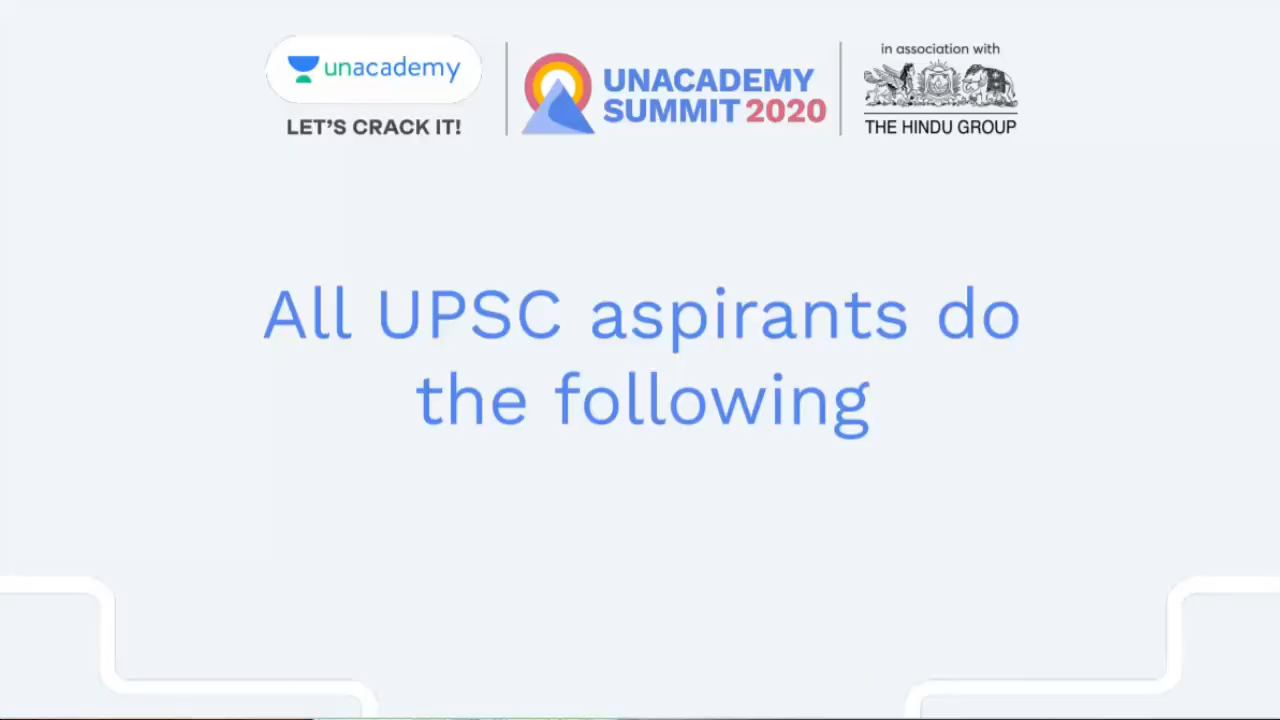 unacademy
LET'S CRACK IT!
UNACADEMY
SUMMIT 2020
in association with
THE HINDU GROUP
All UPSC aspirants do
the following